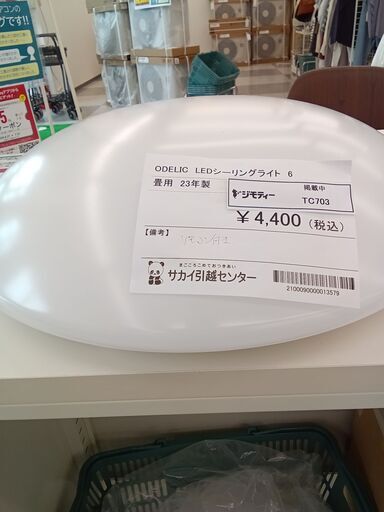 ODELIC LEDシーリングライト 6
畳用 23年製
ジモティー
掲載中
TC703
￥4,400（税込）
【備考】
リモコン付き
まごころこめておつきあい
サカイ引越センター
2100090000013579